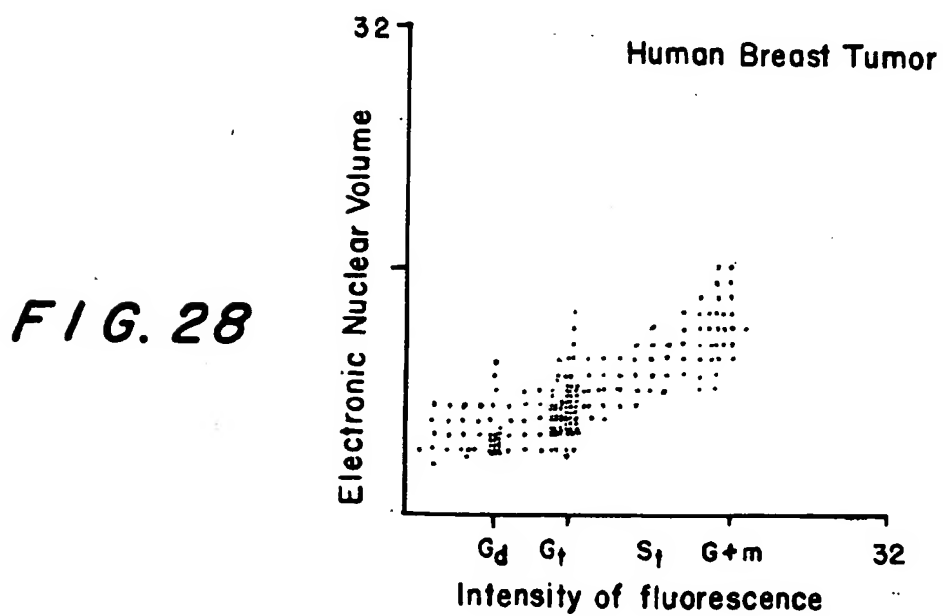 32
Human Breast Tumor
Electronic Nuclear Volume
FIG. 28
Gd Gt St G+m 32
Intensity of fluorescence